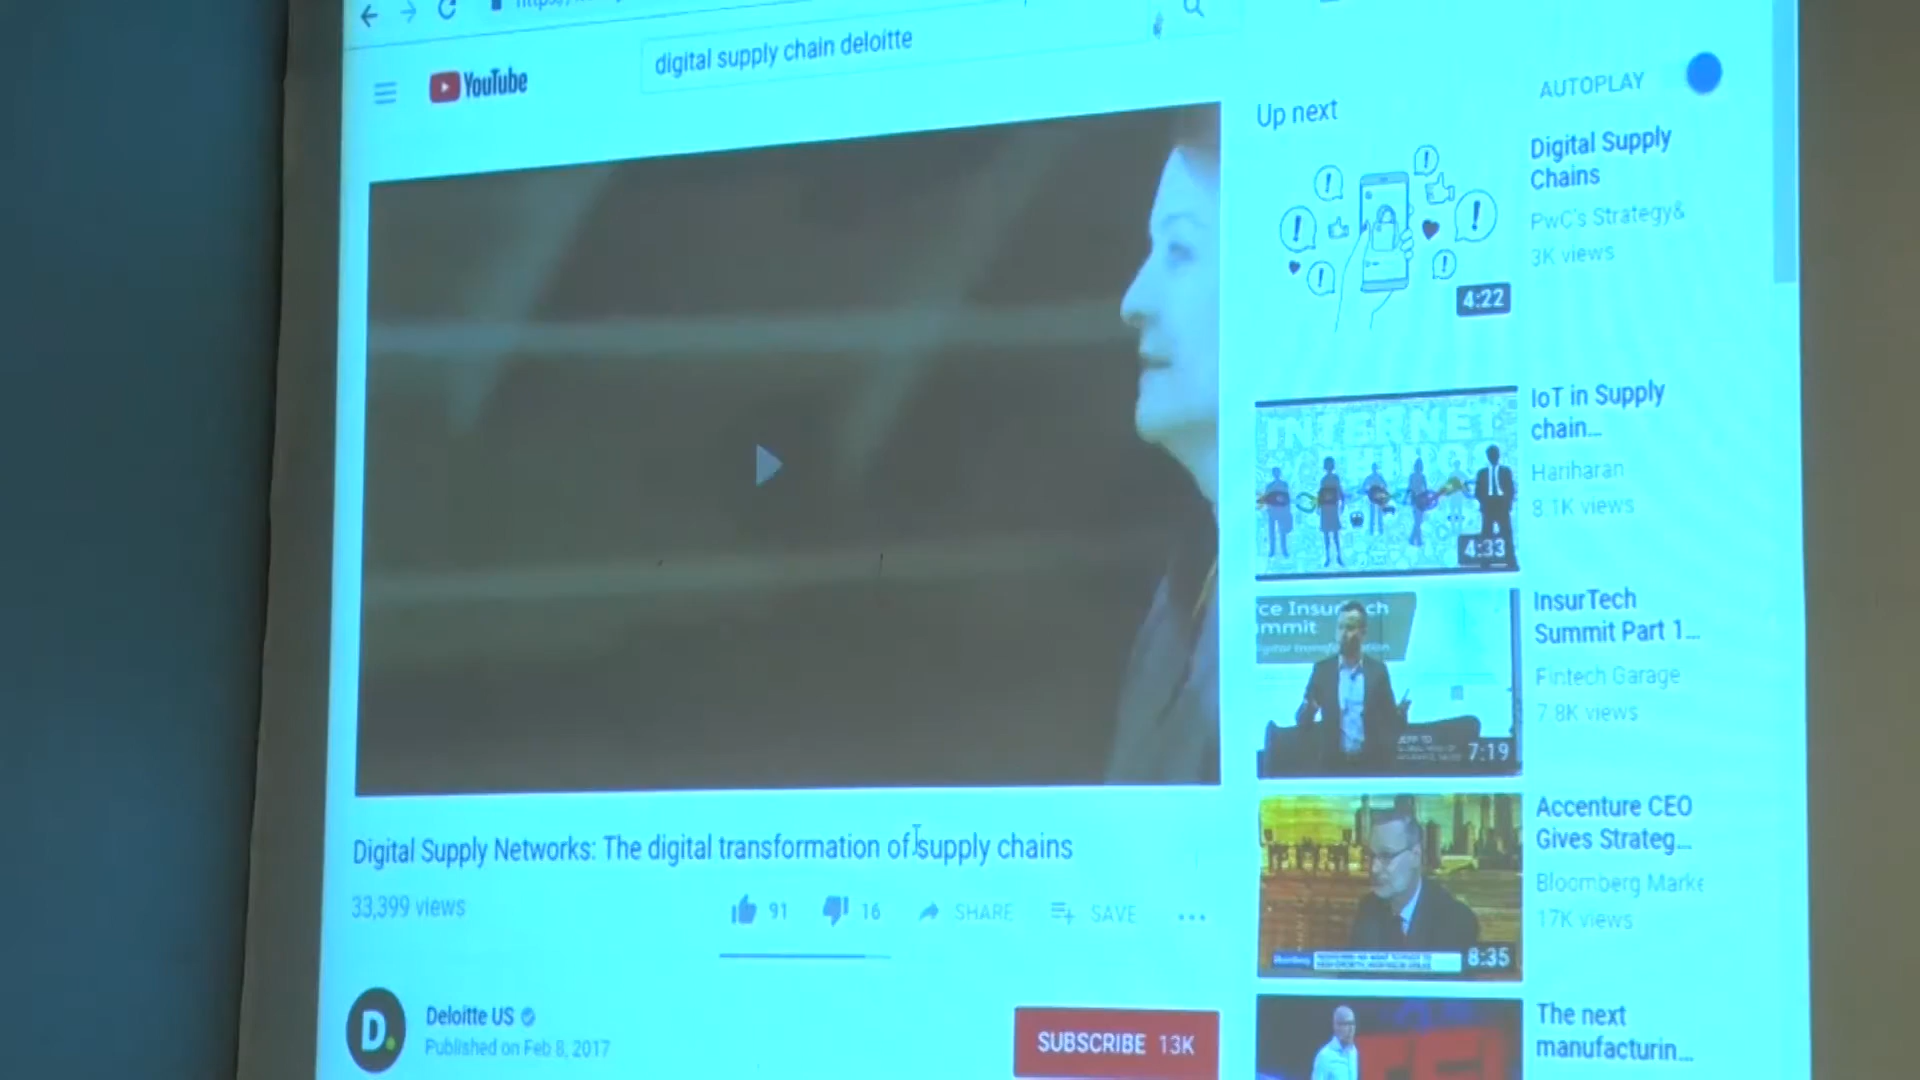 YouTube
digital supply chain deloitte
AUTOPLAY
Up next
Digital Supply
Chains
PwC's Strategy&
3K views
4:22
IoT in Supply
chain...
Hariharan
8.1K views
INTERNET
4:33
InsurTech
Summit Part 1...
Fintech Garage
7.8K views
ce InsurTech
mmit
7:19
Accenture CEO
Gives Strateg...
Bloomberg Marke
17K views
8:35
The next
manufacturin...
Digital Supply Networks: The digital transformation of supply chains
33,399 views
91
16
SHARE
SAVE
D.
Deloitte US
Published on Feb 8, 2017
SUBSCRIBE 13K